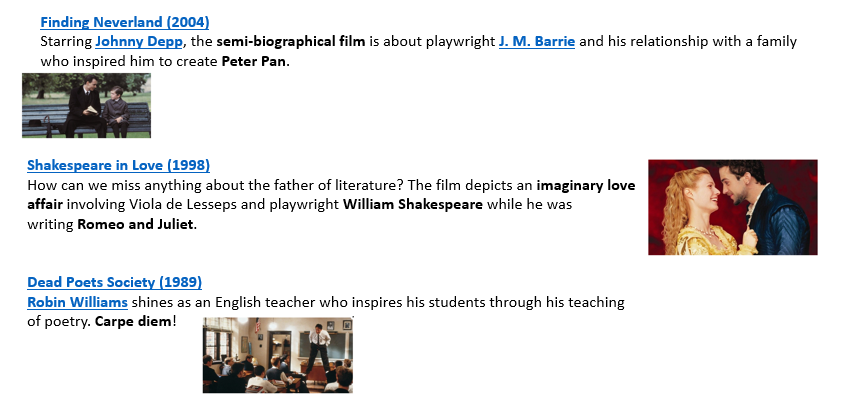 Finding Neverland (2004)
Starring Johnny Depp, the semi-biographical film is about playwright J. M. Barrie and his relationship with a family
who inspired him to create Peter Pan.
Shakespeare in Love (1998)
How can we miss anything about the father of literature? The film depicts an imaginary love
affair involving Viola de Lesseps and playwright William Shakespeare while he was
writing Romeo and Juliet.
Dead Poets Society (1989)
Robin Williams shines as an English teacher who inspires his students through his teaching
of poetry. Carpe diem!